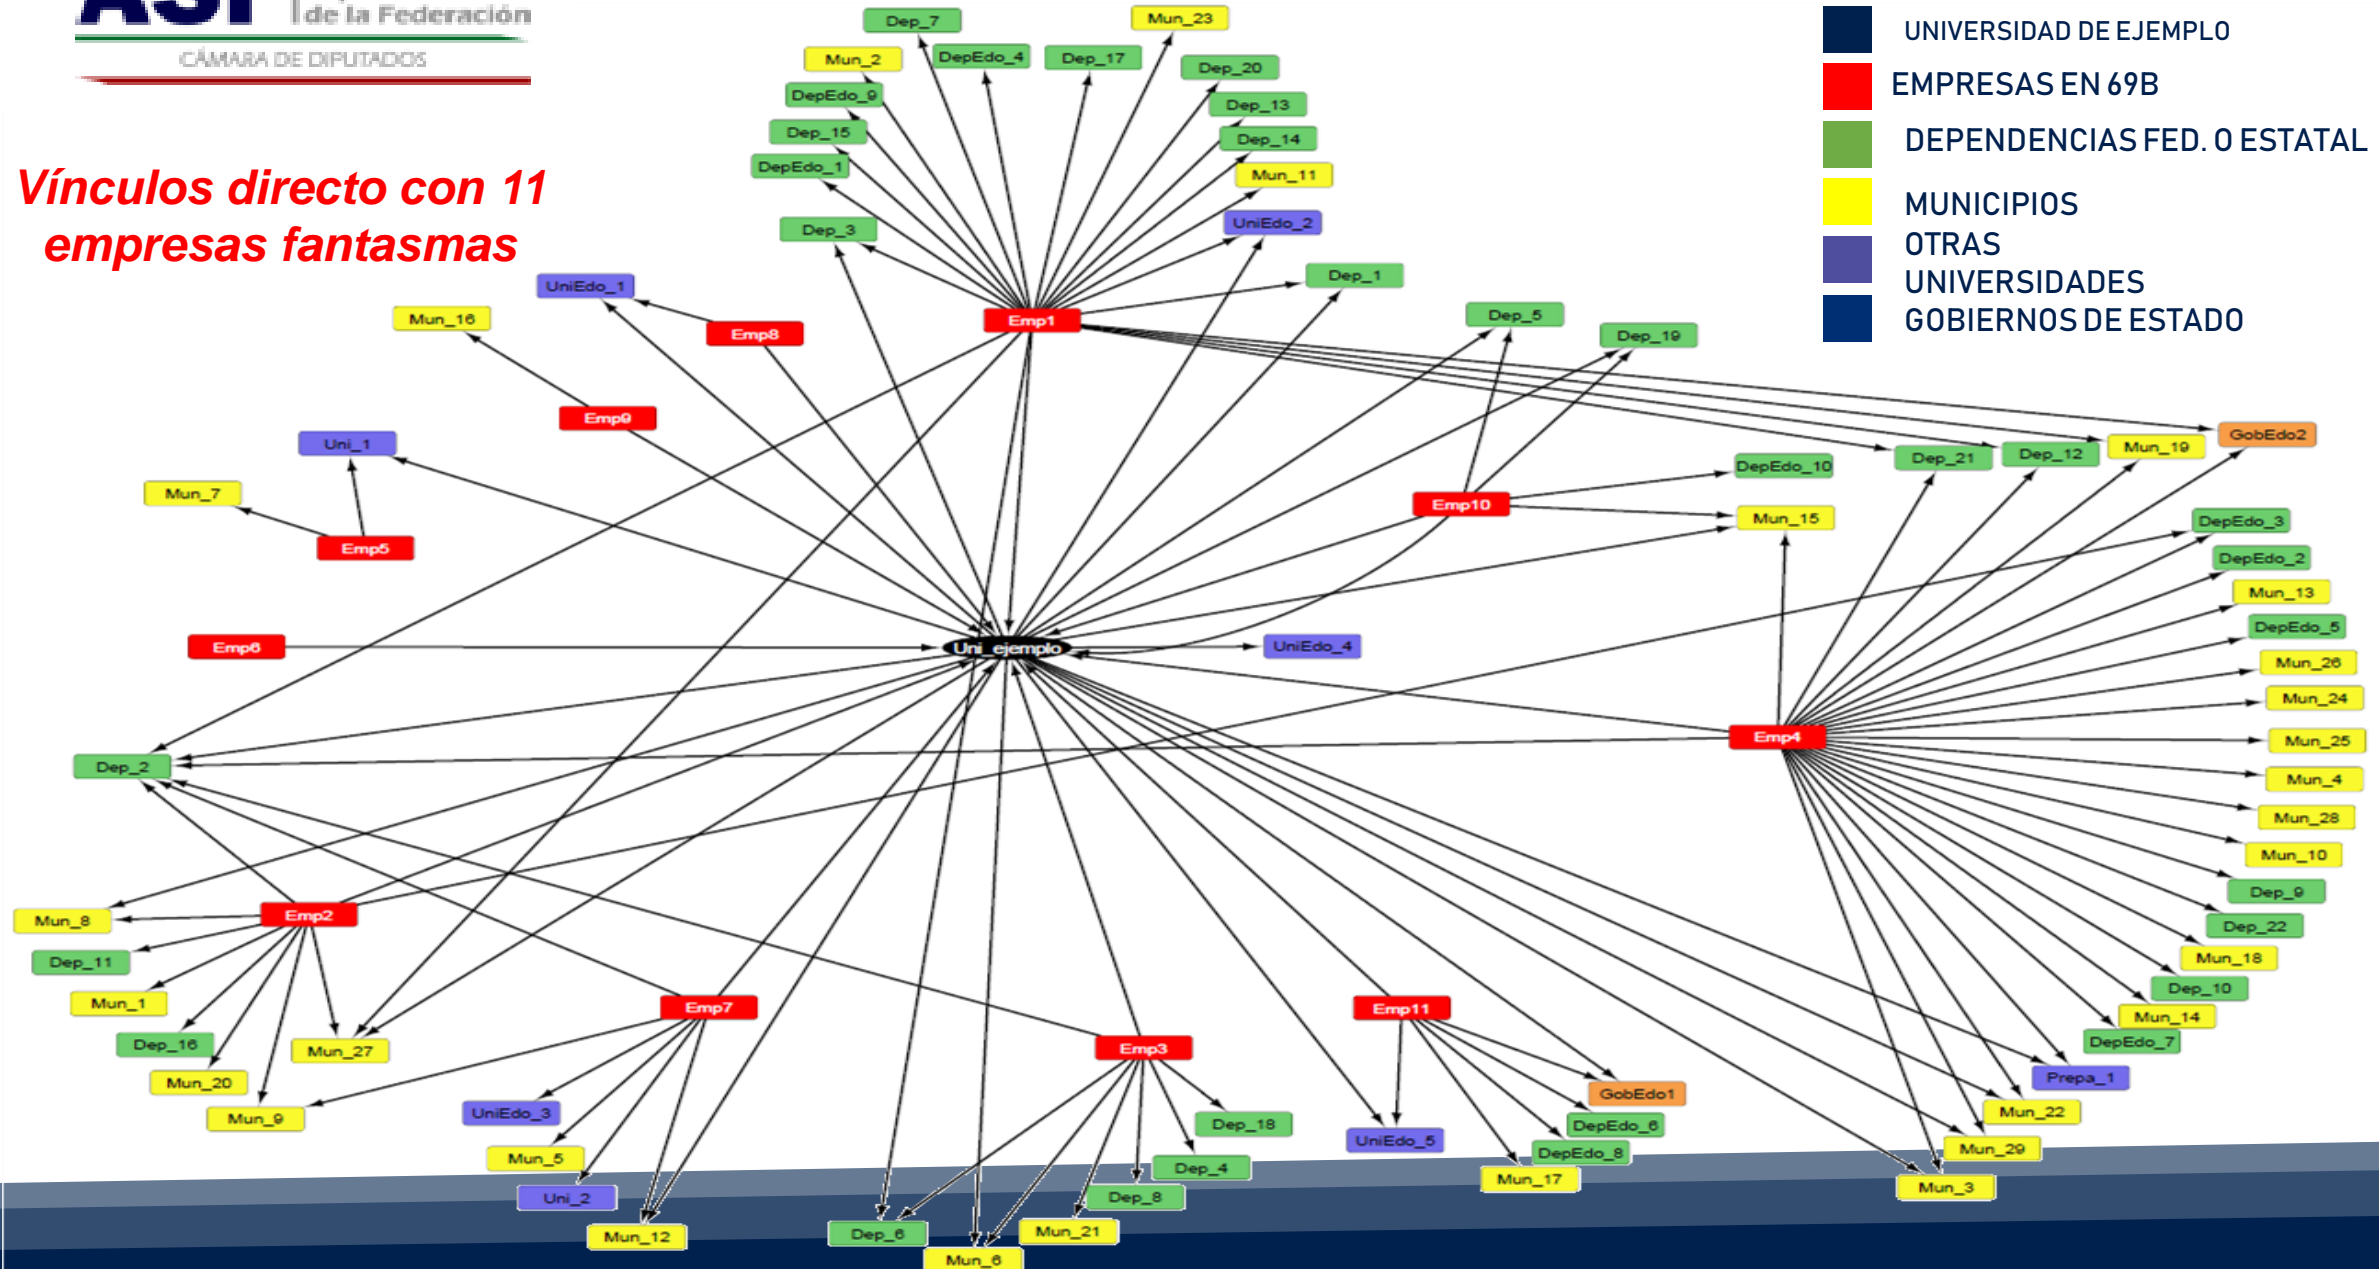 ASF
de la Federación
CÁMARA DE DIPUTADOS
Vínculos directo con 11
empresas fantasmas
UNIVERSIDAD DE EJEMPLO
EMPRESAS EN 69B
DEPENDENCIAS FED. O ESTATAL
MUNICIPIOS
OTRAS
UNIVERSIDADES
GOBIERNOS DE ESTADO
Dep_7
Mun_23
Mun_2
DepEdo_4
Dep_17
Dep_20
DepEdo_9
Dep_13
Dep_15
Dep_14
DepEdo_1
Mun_11
Dep_3
UniEdo_2
Dep_1
UniEdo_1
Mun_16
Emp8
Emp1
Dep_5
Dep_19
Emp9
Uni_1
GobEdo2
Mun_19
Dep_12
Dep_21
DepEdo_10
Mun_7
Emp10
Mun_15
DepEdo_3
Emp5
DepEdo_2
Mun_13
DepEdo_5
Emp6
Uni_ejemplo
UniEdo_4
Mun_26
Mun_24
Emp4
Mun_25
Dep_2
Mun_4
Mun_28
Mun_10
Dep_9
Emp2
Mun_8
Dep_22
Dep_11
Mun_18
Dep_10
Mun_1
Emp7
Emp11
Mun_14
Dep_16
Mun_27
Emp3
DepEdo_7
Mun_20
Prepa_1
GobEdo1
Mun_9
UniEdo_3
Mun_22
Dep_18
DepEdo_6
UniEdo_5
Mun_29
DepEdo_8
Mun_5
Dep_4
Mun_17
Mun_3
Uni_2
Dep_8
Mun_12
Dep_6
Mun_21
Mun_6